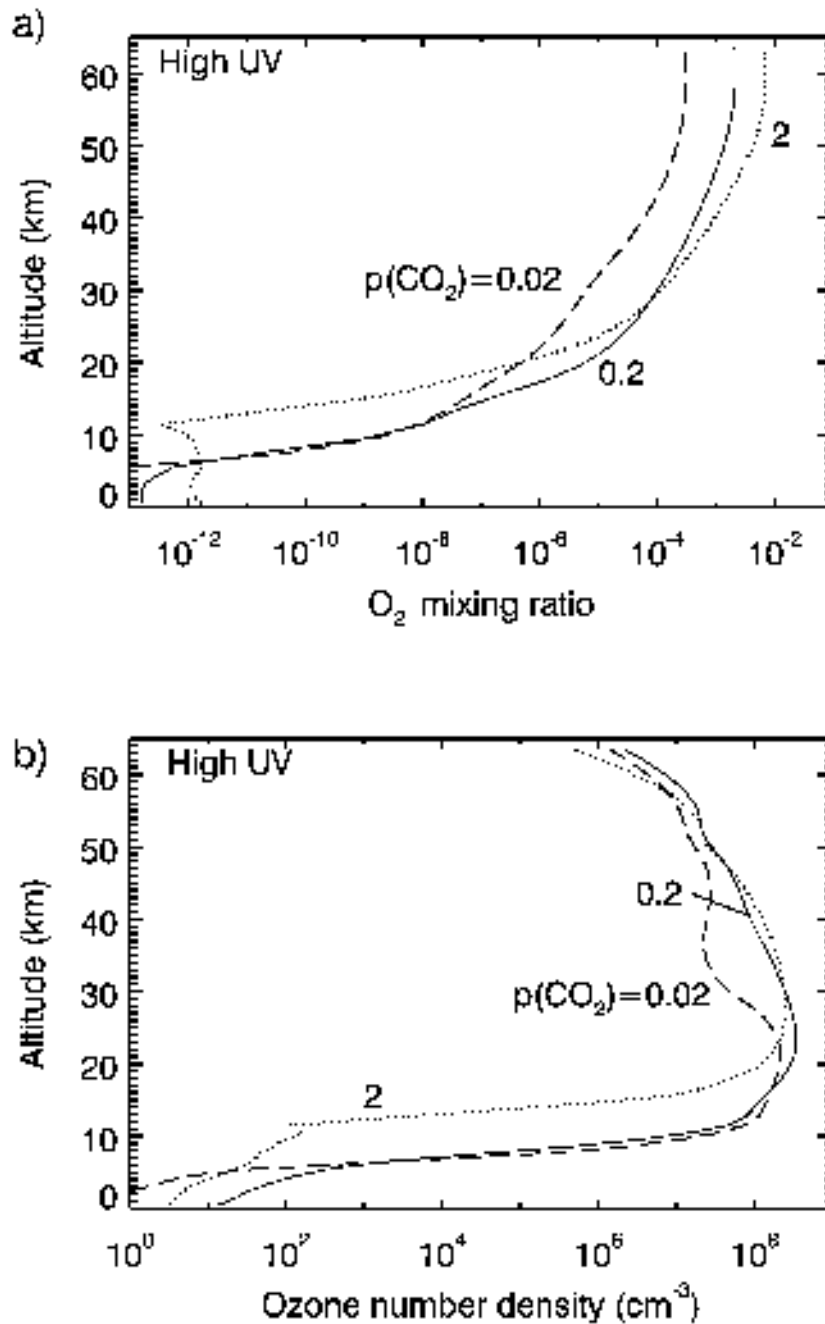 a)
High UV
60
50
40
30
20
10
0
Altitude (km)
2
p(CO₂)=0.02
0.2
10⁻¹² 10⁻¹⁰ 10⁻⁸ 10⁻⁶ 10⁻⁴ 10⁻²
O₂ mixing ratio
b)
High UV
60
50
40
30
20
10
0
Altitude (km)
0.2
p(CO₂)=0.02
2
10⁰ 10² 10⁴ 10⁶ 10⁸
Ozone number density (cm⁻³)